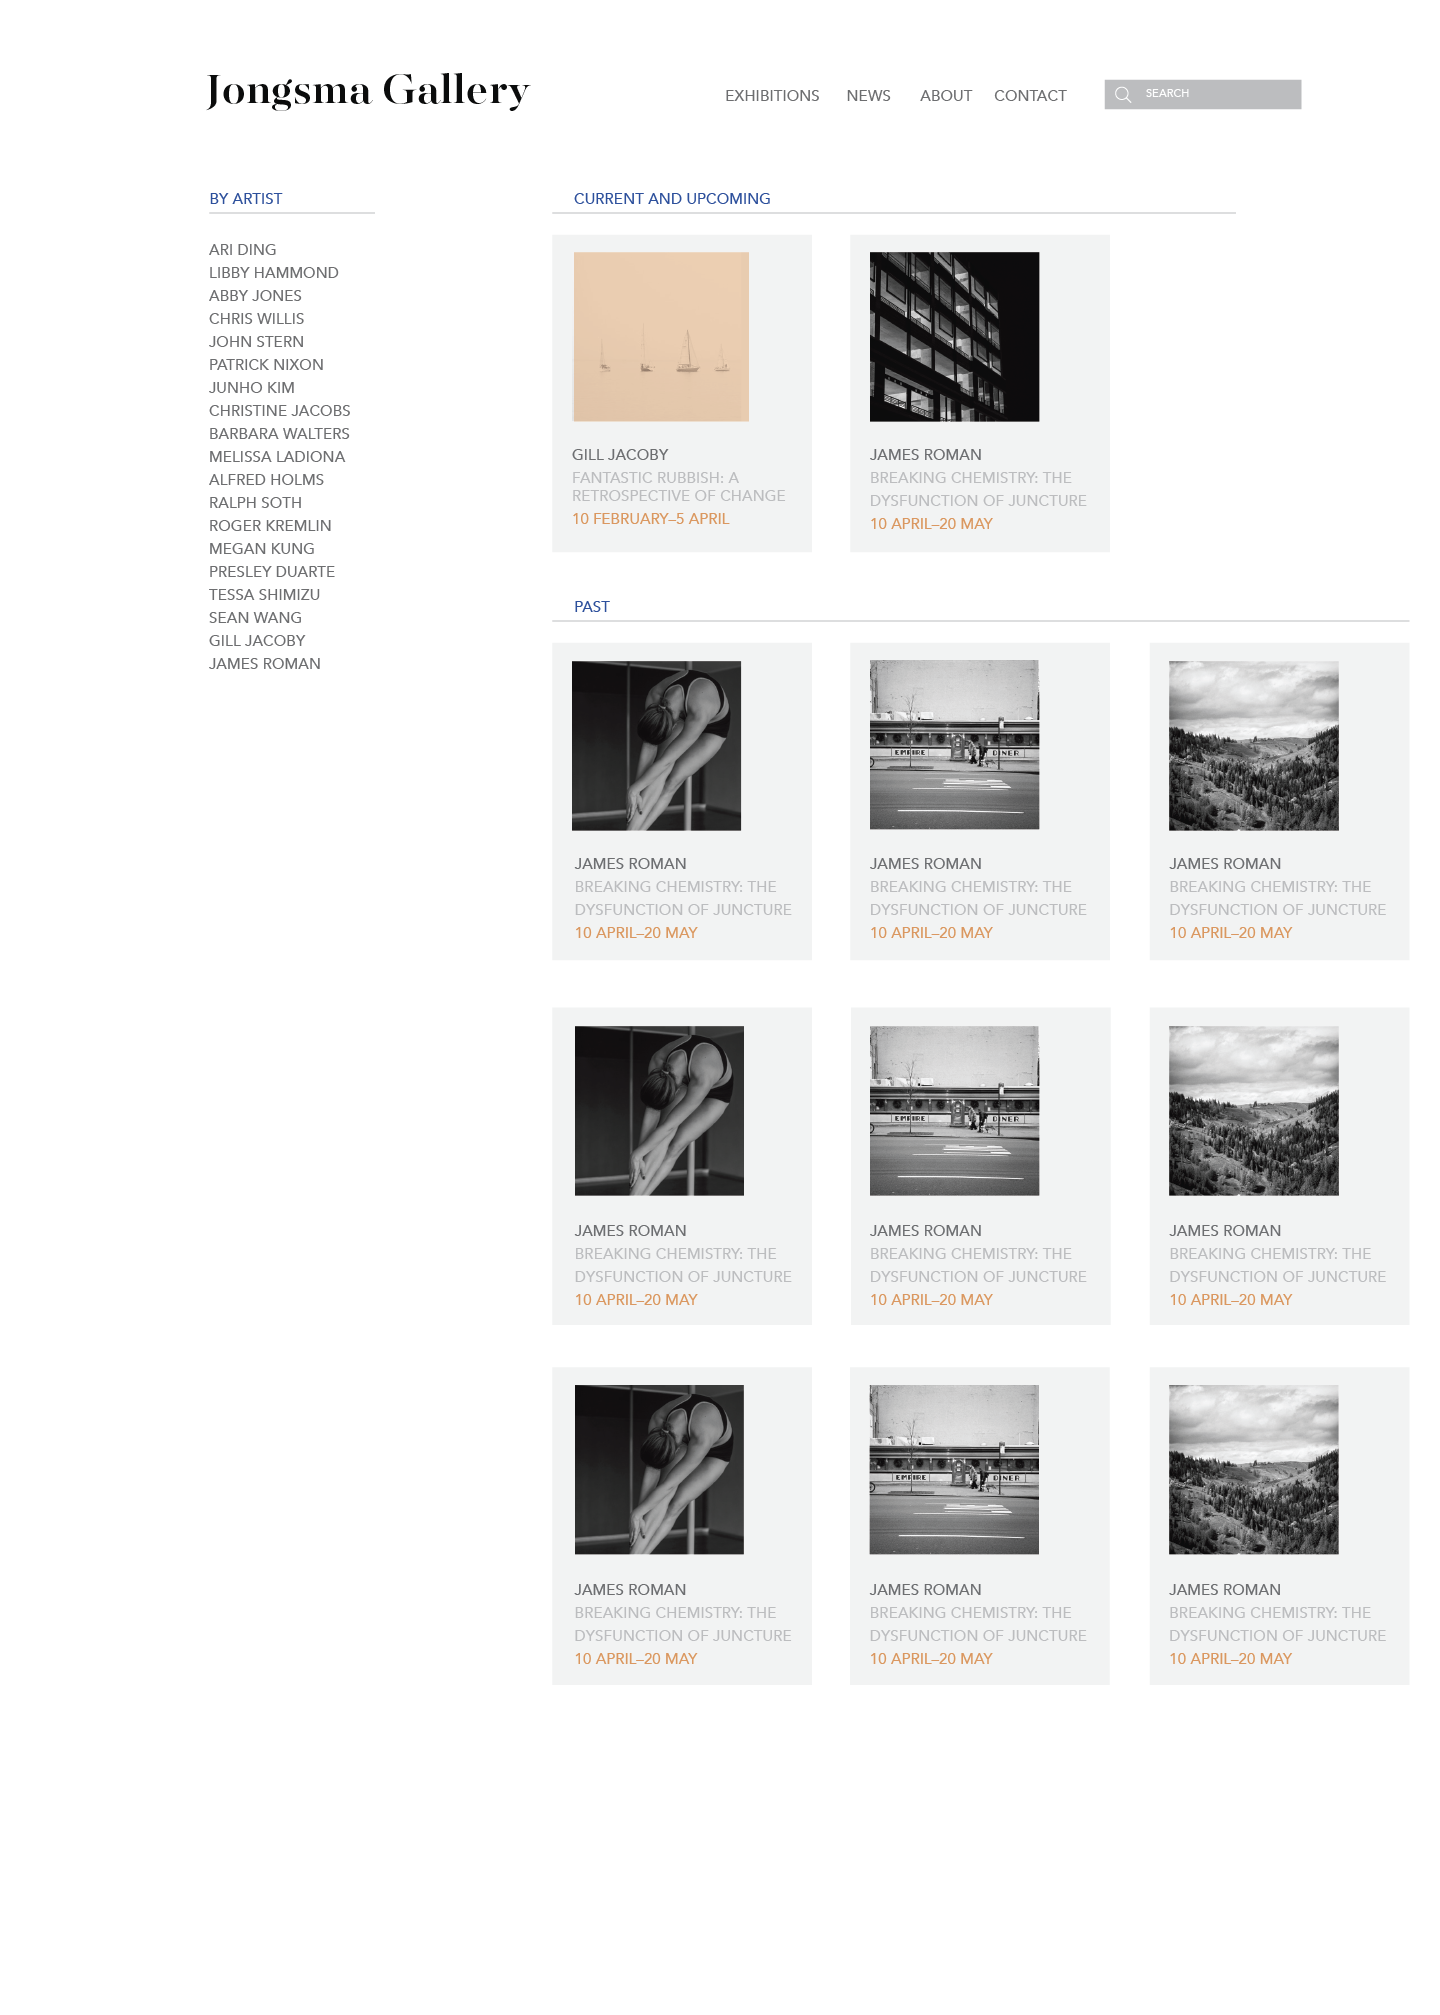 Jongsma Gallery
EXHIBITIONS NEWS ABOUT CONTACT SEARCH
BY ARTIST
ARI DING
LIBBY HAMMOND
ABBY JONES
CHRIS WILLIS
JOHN STERN
PATRICK NIXON
JUNHO KIM
CHRISTINE JACOBS
BARBARA WALTERS
MELISSA LADIONA
ALFRED HOLMS
RALPH SOTH
ROGER KREMLIN
MEGAN KUNG
PRESLEY DUARTE
TESSA SHIMIZU
SEAN WANG
GILL JACOBY
JAMES ROMAN
CURRENT AND UPCOMING
GILL JACOBY
FANTASTIC RUBBISH: A
RETROSPECTIVE OF CHANGE
10 FEBRUARY–5 APRIL
JAMES ROMAN
BREAKING CHEMISTRY: THE
DYSFUNCTION OF JUNCTURE
10 APRIL–20 MAY
PAST
JAMES ROMAN
BREAKING CHEMISTRY: THE
DYSFUNCTION OF JUNCTURE
10 APRIL–20 MAY
EMPIRE DINER
JAMES ROMAN
BREAKING CHEMISTRY: THE
DYSFUNCTION OF JUNCTURE
10 APRIL–20 MAY
JAMES ROMAN
BREAKING CHEMISTRY: THE
DYSFUNCTION OF JUNCTURE
10 APRIL–20 MAY
JAMES ROMAN
BREAKING CHEMISTRY: THE
DYSFUNCTION OF JUNCTURE
10 APRIL–20 MAY
EMPIRE DINER
JAMES ROMAN
BREAKING CHEMISTRY: THE
DYSFUNCTION OF JUNCTURE
10 APRIL–20 MAY
JAMES ROMAN
BREAKING CHEMISTRY: THE
DYSFUNCTION OF JUNCTURE
10 APRIL–20 MAY
JAMES ROMAN
BREAKING CHEMISTRY: THE
DYSFUNCTION OF JUNCTURE
10 APRIL–20 MAY
EMPIRE DINER
JAMES ROMAN
BREAKING CHEMISTRY: THE
DYSFUNCTION OF JUNCTURE
10 APRIL–20 MAY
JAMES ROMAN
BREAKING CHEMISTRY: THE
DYSFUNCTION OF JUNCTURE
10 APRIL–20 MAY